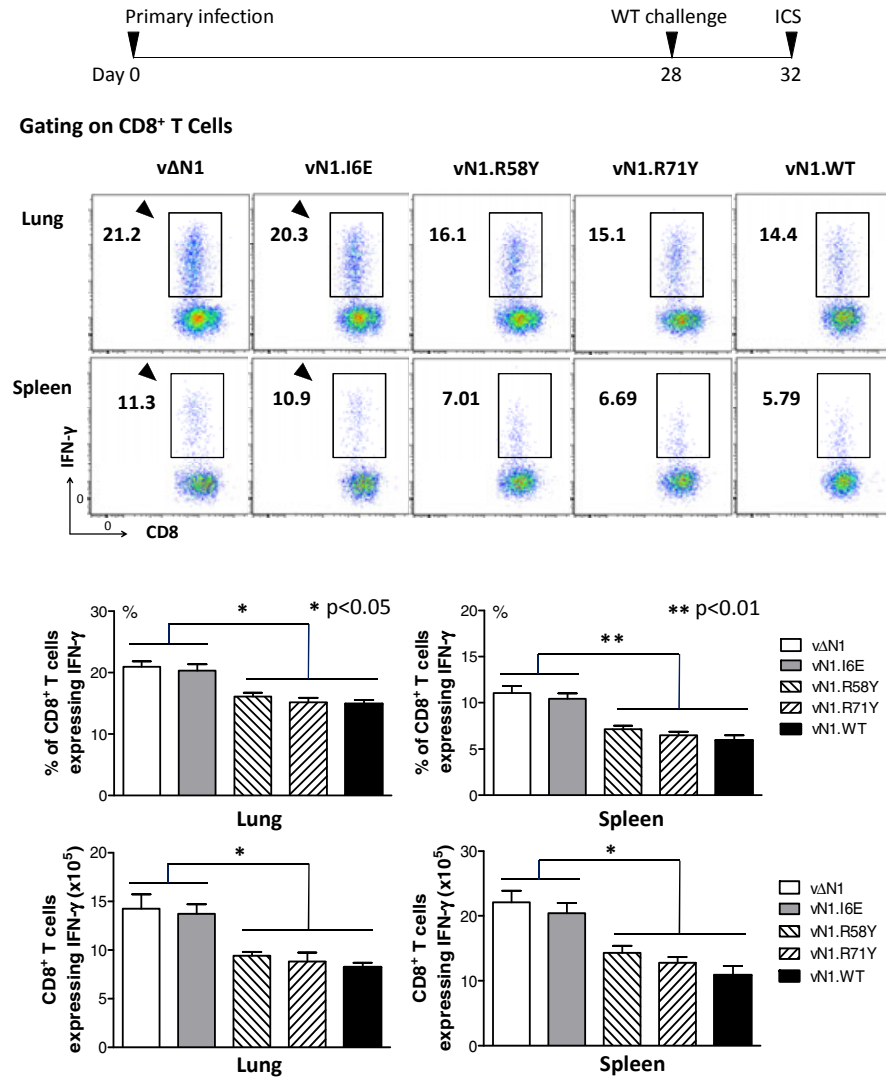 Primary infection WT challenge ICS
Day 0 28 32
Gating on CD8⁺ T Cells
vΔN1 vN1.I6E vN1.R58Y vN1.R71Y vN1.WT
Lung
21.2 20.3 16.1 15.1 14.4
Spleen
11.3 10.9 7.01 6.69 5.79
IFN-γ
0
0
CD8
% of CD8⁺ T cells
expressing IFN-γ
30
20
10
0
%
* * p<0.05
Lung
% of CD8⁺ T cells
expressing IFN-γ
20
15
10
5
0
%
** ** p<0.01
Spleen
vΔN1
vN1.I6E
vN1.R58Y
vN1.R71Y
vN1.WT
CD8⁺ T cells
expressing IFN-γ (x10⁵)
20
15
10
5
0
*
Lung
CD8⁺ T cells
expressing IFN-γ (x10⁵)
30
20
10
0
*
Spleen
vΔN1
vN1.I6E
vN1.R58Y
vN1.R71Y
vN1.WT